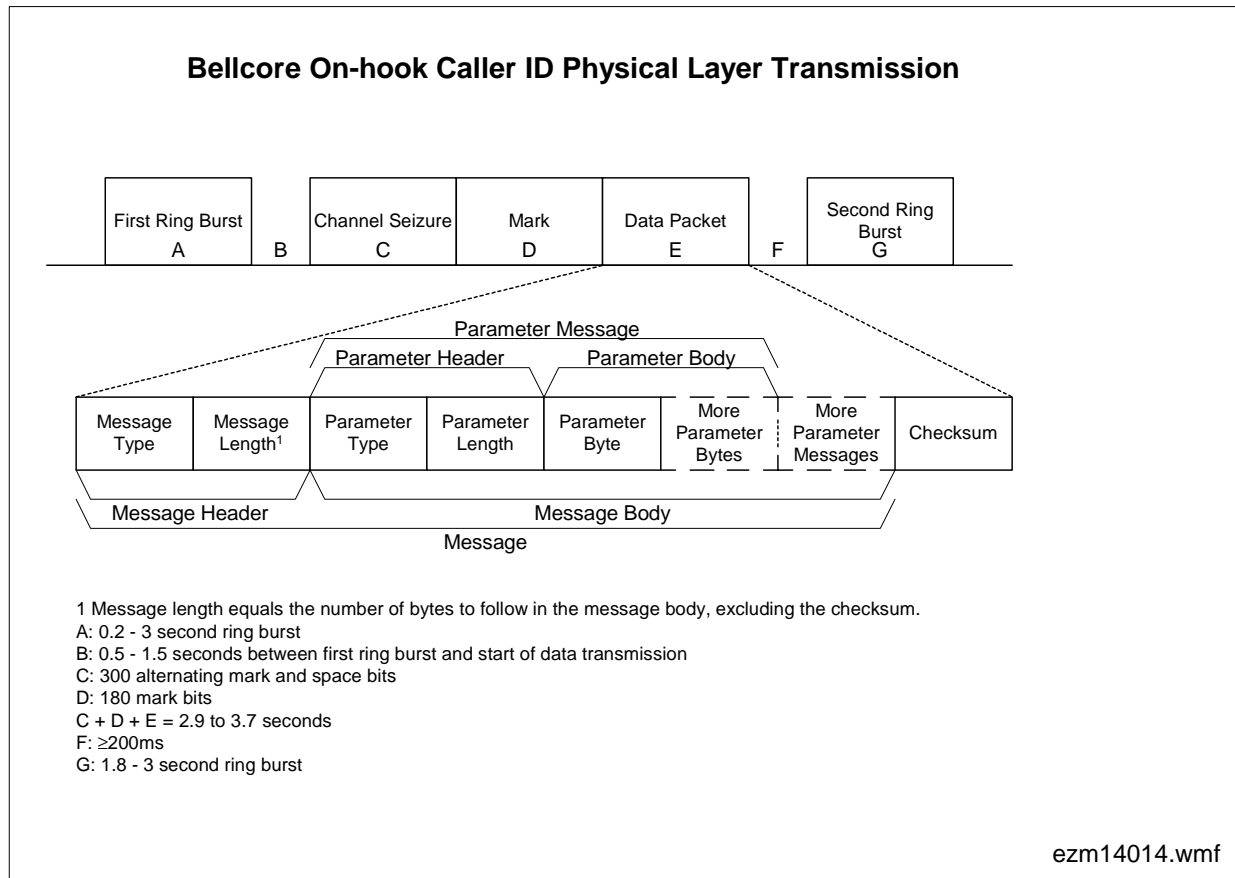 Bellcore On-hook Caller ID Physical Layer Transmission
First Ring Burst
A
B
Channel Seizure
C
Mark
D
Data Packet
E
F
Second Ring
Burst
G
Parameter Message
Parameter Header
Parameter Body
Message
Type
Message
Length¹
Parameter
Type
Parameter
Length
Parameter
Byte
More
Parameter
Bytes
More
Parameter
Messages
Checksum
Message Header
Message Body
Message
1 Message length equals the number of bytes to follow in the message body, excluding the checksum.
A: 0.2 - 3 second ring burst
B: 0.5 - 1.5 seconds between first ring burst and start of data transmission
C: 300 alternating mark and space bits
D: 180 mark bits
C + D + E = 2.9 to 3.7 seconds
F: ≥200ms
G: 1.8 - 3 second ring burst
ezm14014.wmf